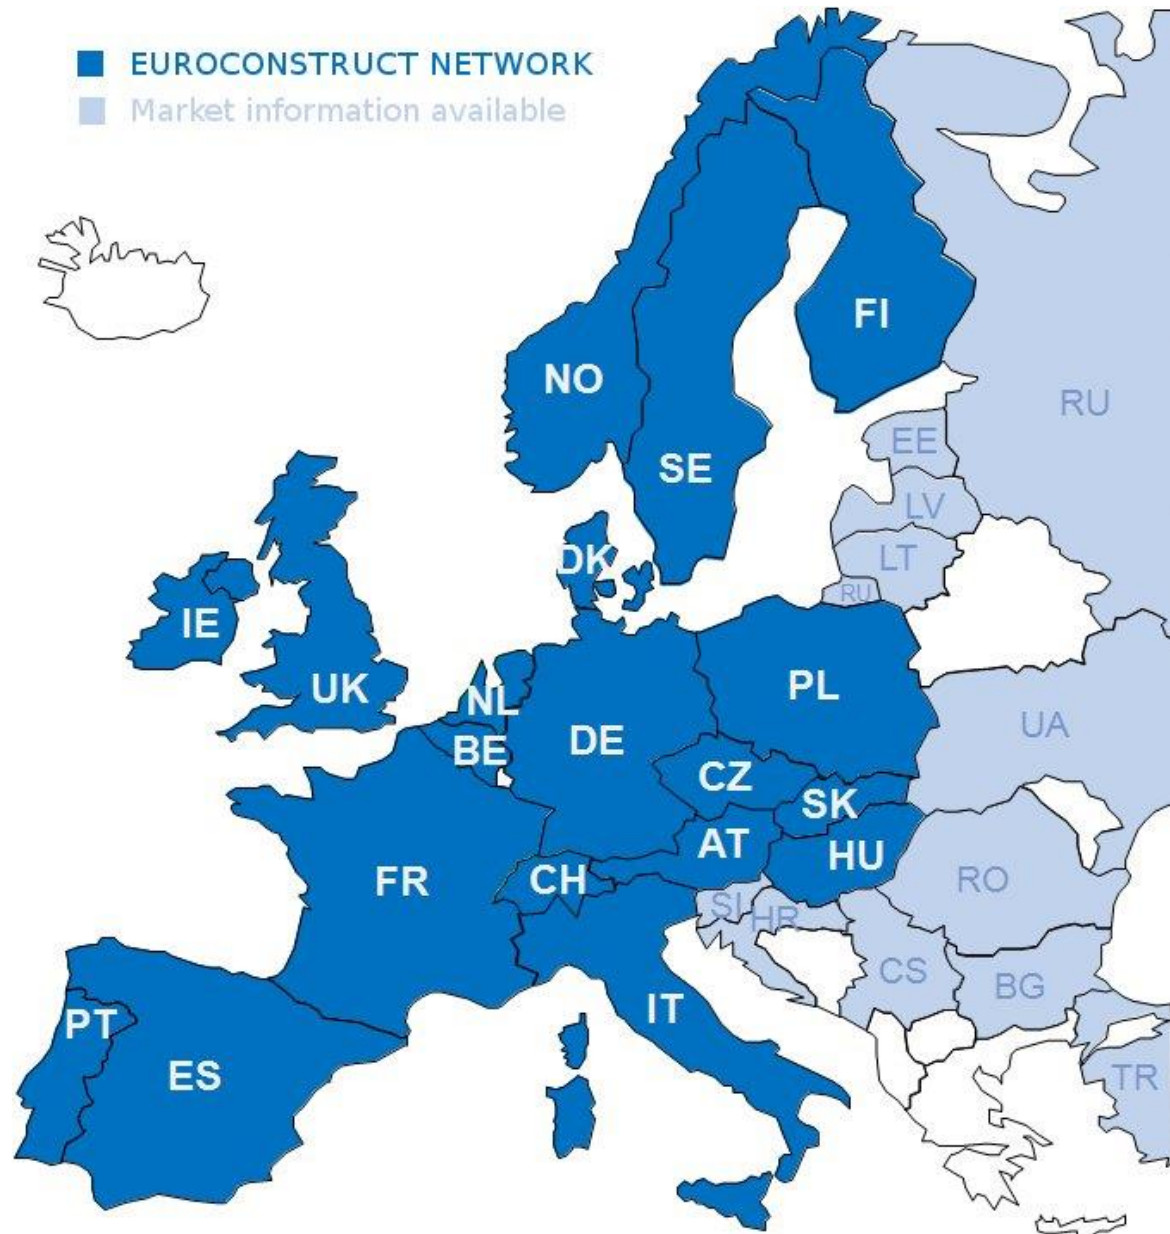 EUROCONSTRUCT NETWORK
Market information available
FI
NO
RU
EE
SE
LV
DK
LT
RU
IE
UK
NL
PL
UA
BE
DE
CZ
SK
AT
HU
FR
CH
RO
SI
HR
CS
BG
IT
PT
ES
TR